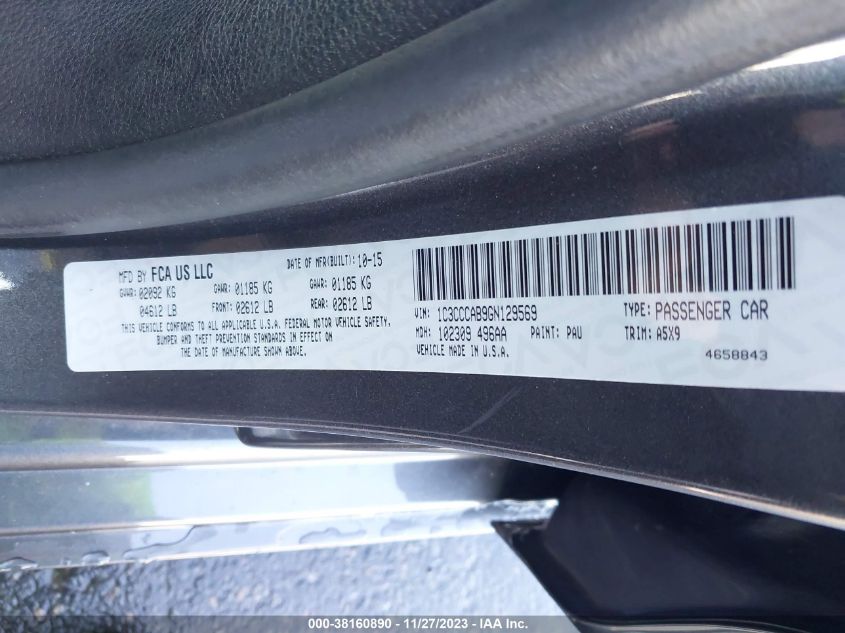 MFD BY FCA US LLC DATE OF MFR(BUILT): 10-15
GVWR: 02092 KG GAWR: 01185 KG GAWR: 01185 KG
04612 LB FRONT: 02612 LB REAR: 02612 LB
THIS VEHICLE CONFORMS TO ALL APPLICABLE U.S.A. FEDERAL MOTOR VEHICLE SAFETY,
BUMPER AND THEFT PREVENTION STANDARDS IN EFFECT ON
THE DATE OF MANUFACTURE SHOWN ABOVE.
VIN: 1C3CCCAB9GN129569 TYPE: PASSENGER CAR
MDH: 102309 496AA PAINT: PAU TRIM: A5X9
VEHICLE MADE IN U.S.A. 4658843
000-38160890 - 11/27/2023 - IAA Inc.